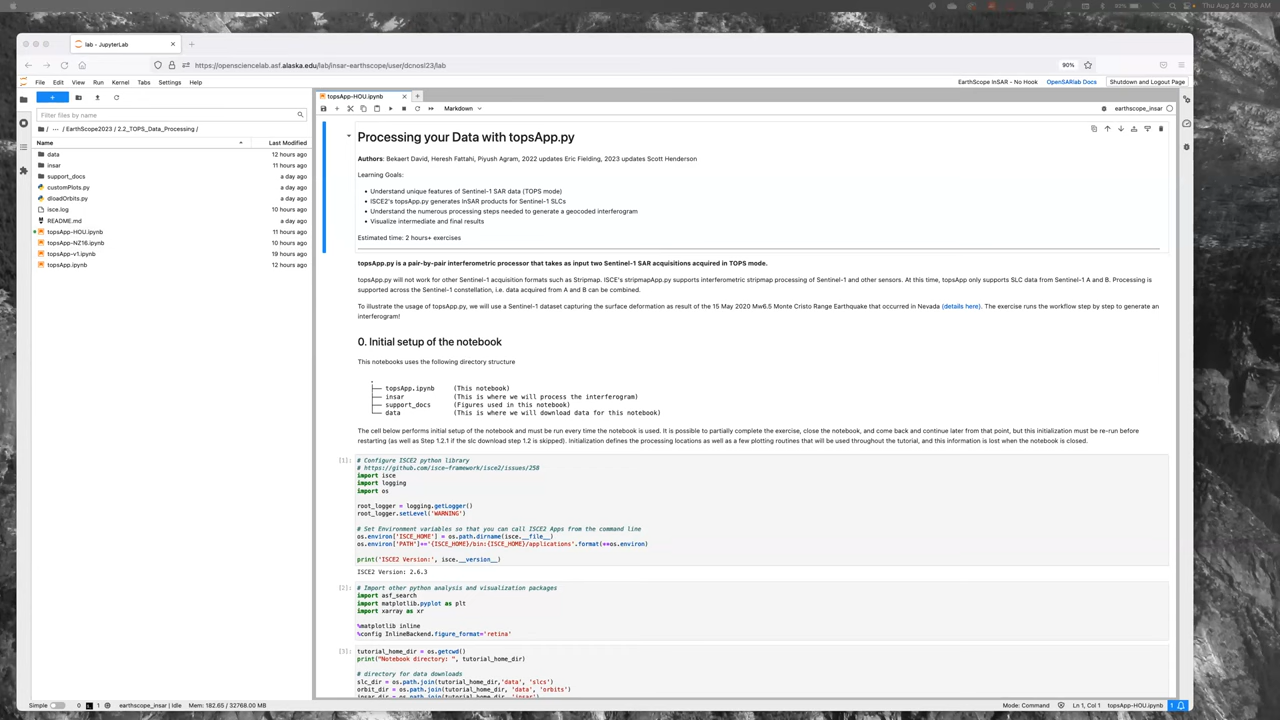 Thu Aug 24 7:06 AM
lab - JupyterLab
https://opensciencelab.asf.alaska.edu/lab/insar-earthscope/user/dcnosl23/lab
90%
File Edit View Run Kernel Tabs Settings Help
EarthScope InSAR - No Hook
OpenSARlab Docs
Shutdown and Logout Page
Filter files by name
/ ··· / EarthScope2023 / 2.2_TOPS_Data_Processing /
Name Last Modified
data 12 hours ago
insar 11 hours ago
support_docs a day ago
customPlots.py a day ago
dloadOrbits.py a day ago
isce.log 10 hours ago
README.md a day ago
topsApp-HOU.ipynb 11 hours ago
topsApp-NZ16.ipynb 10 hours ago
topsApp-v1.ipynb 19 hours ago
topsApp.ipynb 12 hours ago
topsApp-HOU.ipynb
Markdown
earthscope_insar
Processing your Data with topsApp.py
Authors: Bekaert David, Heresh Fattahi, Piyush Agram, 2022 updates Eric Fielding, 2023 updates Scott Henderson
Learning Goals:
Understand unique features of Sentinel-1 SAR data (TOPS mode)
ISCE2's topsApp.py generates InSAR products for Sentinel-1 SLCs
Understand the numerous processing steps needed to generate a geocoded interferogram
Visualize intermediate and final results
Estimated time: 2 hours+ exercises
topsApp.py is a pair-by-pair interferometric processor that takes as input two Sentinel-1 SAR acquisitions acquired in TOPS mode.
topsApp.py will not work for other Sentinel-1 acquisition formats such as Stripmap. ISCE's stripmapApp.py supports interferometric stripmap processing of Sentinel-1 and other sensors. At this time, topsApp only supports SLC data from Sentinel-1 A and B. Processing is
supported across the Sentinel-1 constellation, i.e. data acquired from A and B can be combined.
To illustrate the usage of topsApp.py, we will use a Sentinel-1 dataset capturing the surface deformation as result of the 15 May 2020 Mw6.5 Monte Cristo Range Earthquake that occurred in Nevada (details here). The exercise runs the workflow step by step to generate an
interferogram!
0. Initial setup of the notebook
This notebooks uses the following directory structure
.
├── topsApp.ipynb (This notebook)
├── insar (This is where we will process the interferogram)
├── support_docs (Figures used in this notebook)
└── data (This is where we will download data for this notebook)
The cell below performs initial setup of the notebook and must be run every time the notebook is used. It is possible to partially complete the exercise, close the notebook, and come back and continue later from that point, but this initialization must be re-run before
restarting (as well as Step 1.2.1 if the slc download step 1.2 is skipped). Initialization defines the processing locations as well as a few plotting routines that will be used throughout the tutorial, and this information is lost when the notebook is closed.
[1]: # Configure ISCE2 python library
# https://github.com/isce-framework/isce2/issues/258
import isce
import logging
import os
root_logger = logging.getLogger()
root_logger.setLevel('WARNING')
# Set Environment variables so that you can call ISCE2 Apps from the command line
os.environ['ISCE_HOME'] = os.path.dirname(isce.__file__)
os.environ['PATH']+='{ISCE_HOME}/bin:{ISCE_HOME}/applications'.format(**os.environ)
print('ISCE2 Version:', isce.__version__)
ISCE2 Version: 2.6.3
[2]: # Import other python analysis and visualization packages
import asf_search
import matplotlib.pyplot as plt
import xarray as xr
%matplotlib inline
%config InlineBackend.figure_format='retina'
[3]: tutorial_home_dir = os.getcwd()
print("Notebook directory: ", tutorial_home_dir)
# directory for data downloads
slc_dir = os.path.join(tutorial_home_dir,'data', 'slcs')
orbit_dir = os.path.join(tutorial_home_dir, 'data', 'orbits')
Simple 0 1 earthscope_insar | Idle Mem: 182.65 / 32768.00 MB
Mode: Command Ln 1, Col 1 topsApp-HOU.ipynb 1